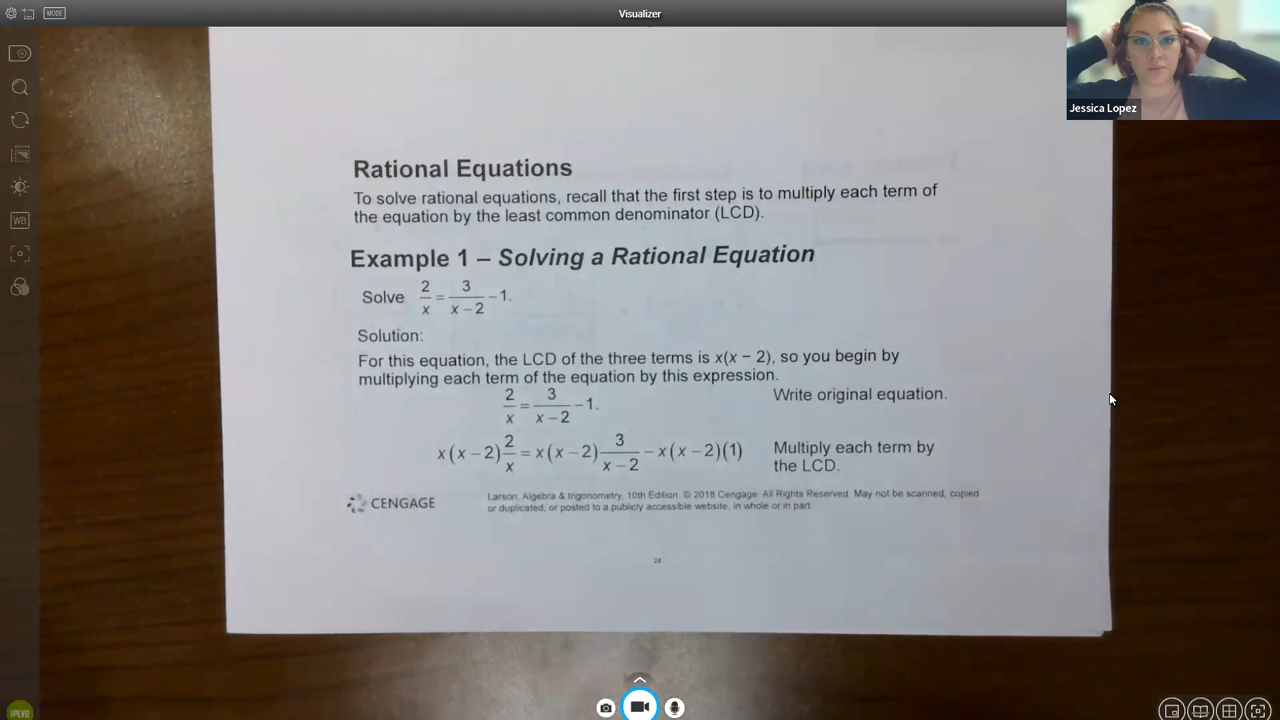 MODE
Visualizer
Jessica Lopez
WB
Rational Equations
To solve rational equations, recall that the first step is to multiply each term of
the equation by the least common denominator (LCD).
Example 1 – Solving a Rational Equation
Solve 2/x = 3/(x – 2) – 1.
Solution:
For this equation, the LCD of the three terms is x(x – 2), so you begin by
multiplying each term of the equation by this expression.
2/x = 3/(x – 2) – 1. Write original equation.
x(x – 2) 2/x = x(x – 2) 3/(x – 2) – x(x – 2)(1) Multiply each term by
the LCD.
CENGAGE
Larson, Algebra & trigonometry, 10th Edition. © 2018 Cengage. All Rights Reserved. May not be scanned, copied
or duplicated, or posted to a publicly accessible website, in whole or in part
28
IPEVO